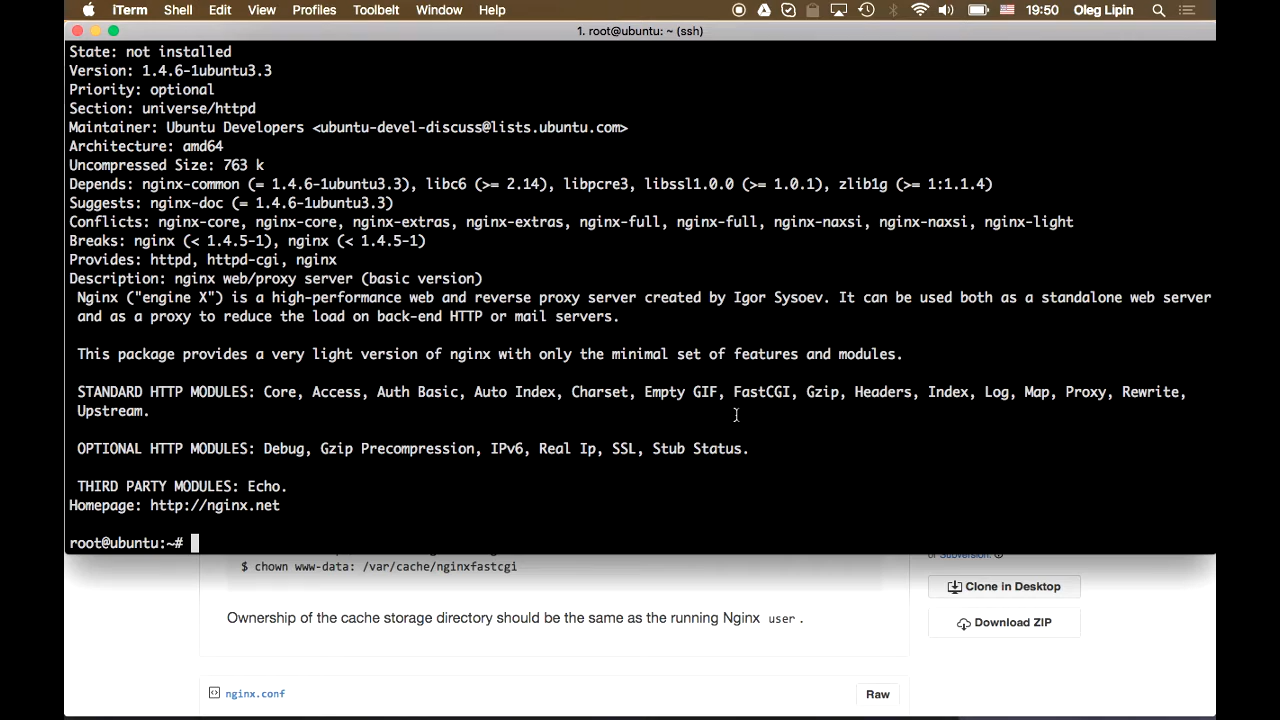 iTerm Shell Edit View Profiles Toolbelt Window Help 19:50 Oleg Lipin
1. root@ubuntu: ~ (ssh)
State: not installed
Version: 1.4.6-1ubuntu3.3
Priority: optional
Section: universe/httpd
Maintainer: Ubuntu Developers <ubuntu-devel-discuss@lists.ubuntu.com>
Architecture: amd64
Uncompressed Size: 763 k
Depends: nginx-common (= 1.4.6-1ubuntu3.3), libc6 (>= 2.14), libpcre3, libssl1.0.0 (>= 1.0.1), zlib1g (>= 1:1.1.4)
Suggests: nginx-doc (= 1.4.6-1ubuntu3.3)
Conflicts: nginx-core, nginx-core, nginx-extras, nginx-extras, nginx-full, nginx-full, nginx-naxsi, nginx-naxsi, nginx-light
Breaks: nginx (< 1.4.5-1), nginx (< 1.4.5-1)
Provides: httpd, httpd-cgi, nginx
Description: nginx web/proxy server (basic version)
Nginx ("engine X") is a high-performance web and reverse proxy server created by Igor Sysoev. It can be used both as a standalone web server
and as a proxy to reduce the load on back-end HTTP or mail servers.
This package provides a very light version of nginx with only the minimal set of features and modules.
STANDARD HTTP MODULES: Core, Access, Auth Basic, Auto Index, Charset, Empty GIF, FastCGI, Gzip, Headers, Index, Log, Map, Proxy, Rewrite,
Upstream.
OPTIONAL HTTP MODULES: Debug, Gzip Precompression, IPv6, Real Ip, SSL, Stub Status.
THIRD PARTY MODULES: Echo.
Homepage: http://nginx.net
root@ubuntu:~#
or Subversion.
$ chown www-data: /var/cache/nginxfastcgi
Clone in Desktop
Ownership of the cache storage directory should be the same as the running Nginx user .
Download ZIP
nginx.conf
Raw